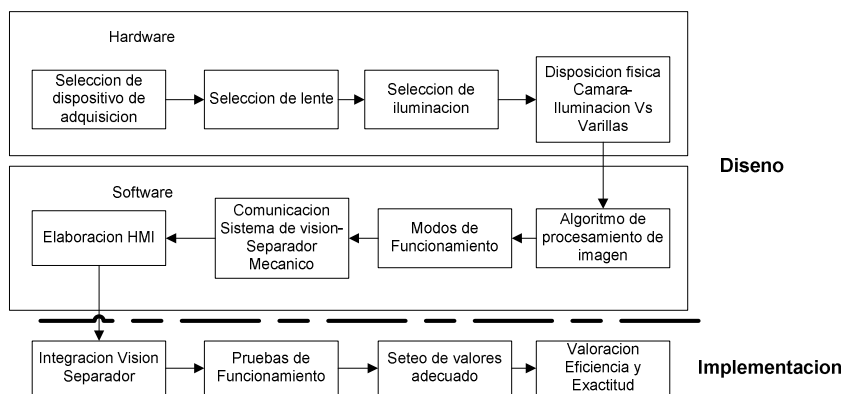 Hardware
Seleccion de
dispositivo de
adquisicion
Seleccion de lente
Seleccion de
iluminacion
Disposicion fisica
Camara-
Iluminacion Vs
Varillas
Diseno
Software
Elaboracion HMI
Comunicacion
Sistema de vision-
Separador
Mecanico
Modos de
Funcionamiento
Algoritmo de
procesamiento de
imagen
Integracion Vision
Separador
Pruebas de
Funcionamiento
Seteo de valores
adecuado
Valoracion
Eficiencia y
Exactitud
Implementacion